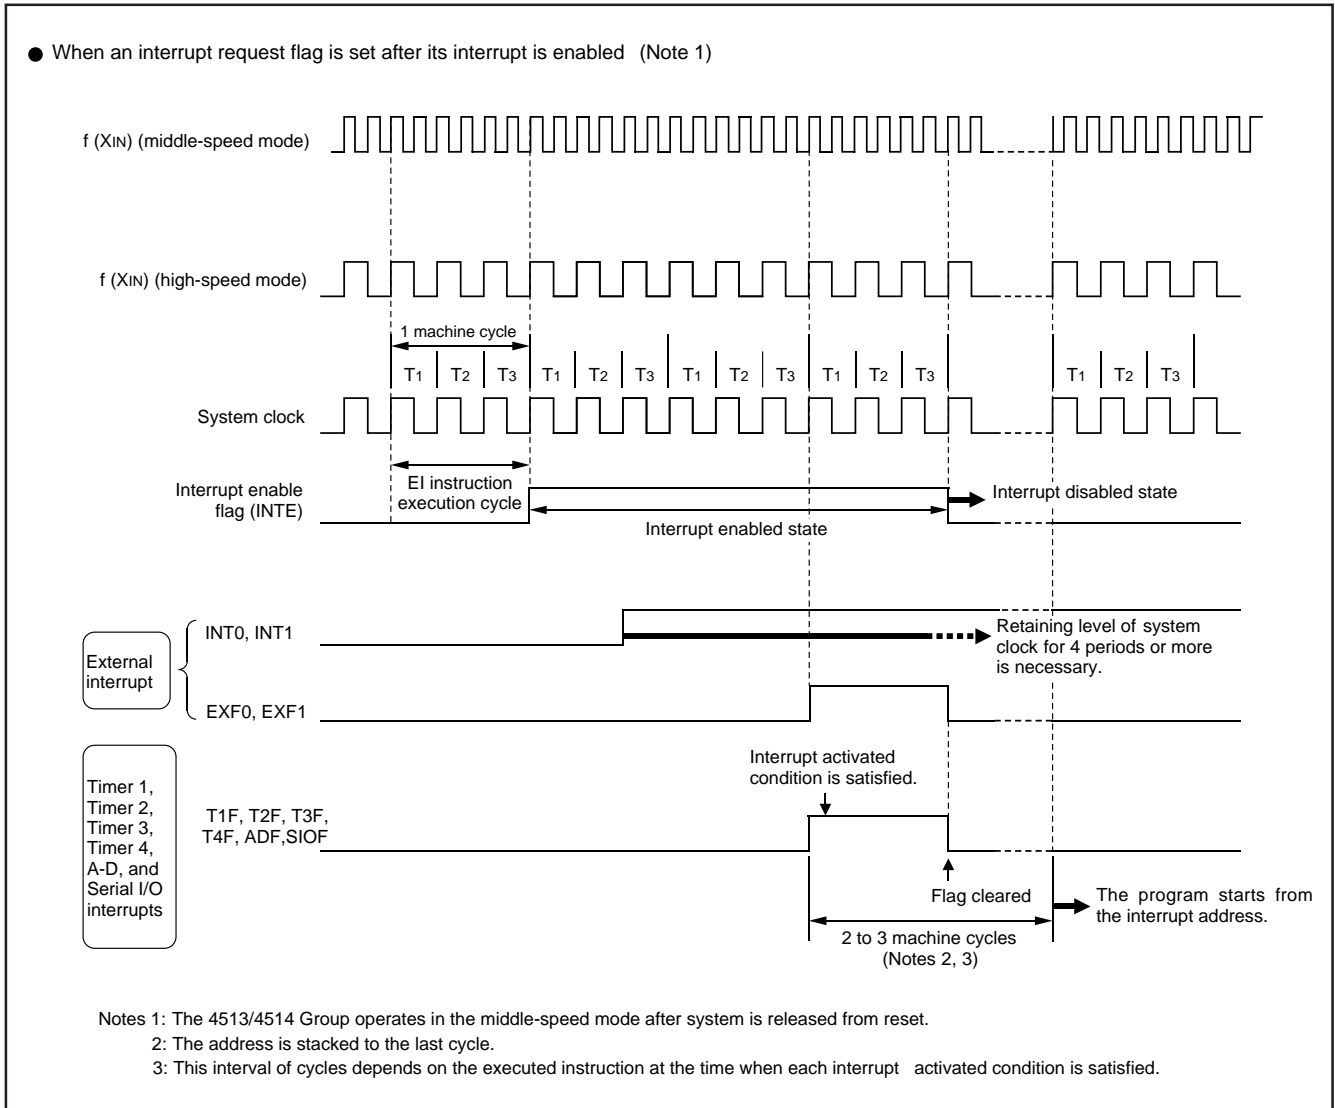 ● When an interrupt request flag is set after its interrupt is enabled (Note 1)
f (XIN) (middle-speed mode)
f (XIN) (high-speed mode)
1 machine cycle
T1 T2 T3 T1 T2 T3 T1 T2 T3 T1 T2 T3 T1 T2 T3
System clock
EI instruction
execution cycle
Interrupt enable
flag (INTE)
Interrupt enabled state
Interrupt disabled state
External
interrupt
INT0, INT1
Retaining level of system
clock for 4 periods or more
is necessary.
EXF0, EXF1
Timer 1,
Timer 2,
Timer 3,
Timer 4,
A-D, and
Serial I/O
interrupts
T1F, T2F, T3F,
T4F, ADF,SIOF
Interrupt activated
condition is satisfied.
Flag cleared
The program starts from
the interrupt address.
2 to 3 machine cycles
(Notes 2, 3)
Notes 1: The 4513/4514 Group operates in the middle-speed mode after system is released from reset.
2: The address is stacked to the last cycle.
3: This interval of cycles depends on the executed instruction at the time when each interrupt activated condition is satisfied.